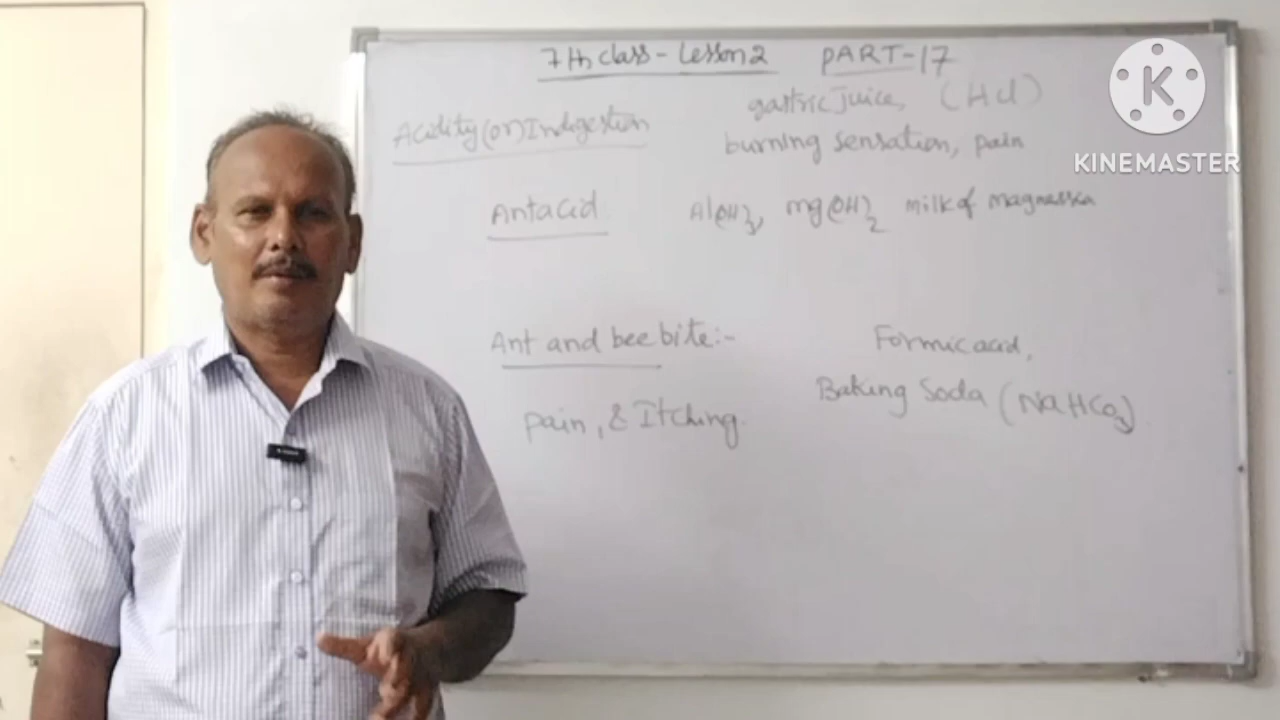 7th class - Lesson 2 PART-17
gastric juice, (HCl)
Acidity (or) Indigestion
burning sensation, pain
Antacid Al(OH)3, Mg(OH)2 milk of magnessia
Ant and bee bite:- Formic acid,
Baking Soda (NaHCO3)
Pain, & Itching.
K
KINEMASTER